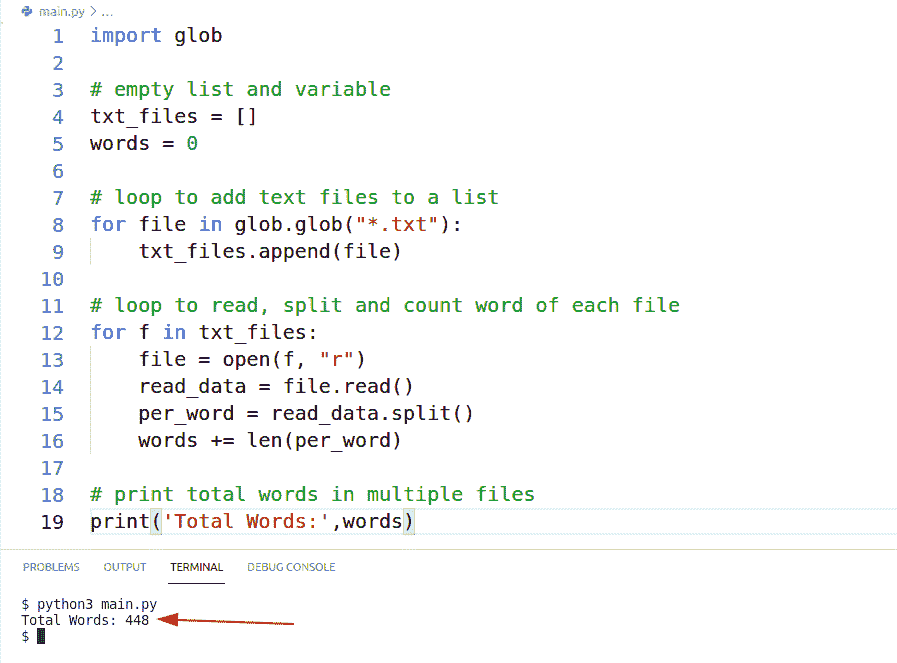 main.py > ...
1 import glob
2
3 # empty list and variable
4 txt_files = []
5 words = 0
6
7 # loop to add text files to a list
8 for file in glob.glob("*.txt"):
9     txt_files.append(file)
10
11 # loop to read, split and count word of each file
12 for f in txt_files:
13     file = open(f, "r")
14     read_data = file.read()
15     per_word = read_data.split()
16     words += len(per_word)
17
18 # print total words in multiple files
19 print('Total Words:',words)
PROBLEMS OUTPUT TERMINAL DEBUG CONSOLE
$ python3 main.py
Total Words: 448
$